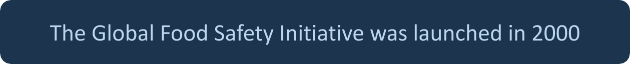 The Global Food Safety Initiative was launched in 2000